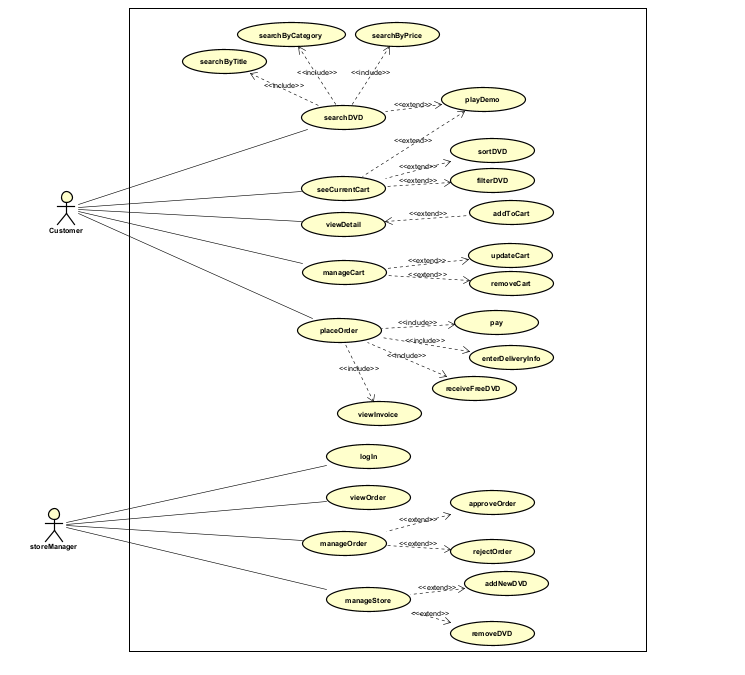 searchByCategory
searchByPrice
searchByTitle
<<include>>
<<include>>
<<include>>
searchDVD
<<extend>>
playDemo
<<extend>>
sortDVD
<<extend>>
seeCurrentCart
<<extend>>
filterDVD
Customer
viewDetail
<<extend>>
addToCart
manageCart
<<extend>>
updateCart
<<extend>>
removeCart
placeOrder
<<include>>
pay
<<include>>
enterDeliveryInfo
<<include>>
receiveFreeDVD
<<include>>
viewInvoice
logIn
viewOrder
storeManager
manageOrder
<<extend>>
approveOrder
<<extend>>
rejectOrder
manageStore
<<extend>>
addNewDVD
<<extend>>
removeDVD